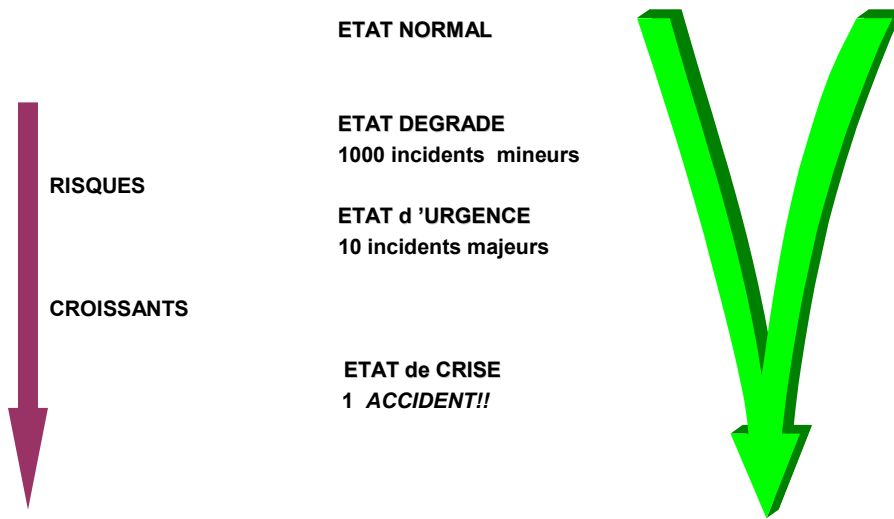 ETAT NORMAL
ETAT DEGRADE
1000 incidents  mineurs
RISQUES
ETAT d ’URGENCE
10 incidents majeurs
CROISSANTS
ETAT de CRISE
1  ACCIDENT!!